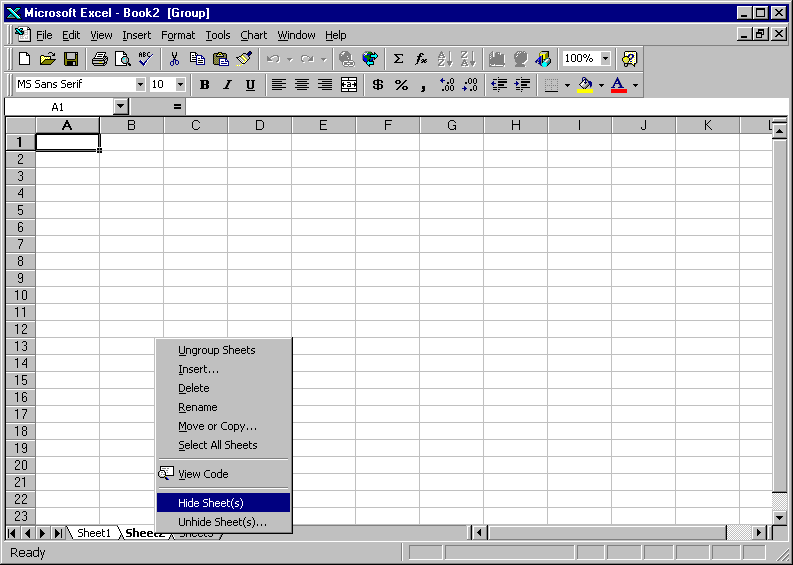 Microsoft Excel - Book2 [Group]
File Edit View Insert Format Tools Chart Window Help
100%
MS Sans Serif 10 B I U $ % ,
A1 =
A B C D E F G H I J K L
1
2
3
4
5
6
7
8
9
10
11
12
13
14
15
16
17
18
19
20
21
22
23
Ungroup Sheets
Insert...
Delete
Rename
Move or Copy...
Select All Sheets
View Code
Hide Sheet(s)
Unhide Sheet(s)...
Sheet1 Sheet2 Sheet3
Ready